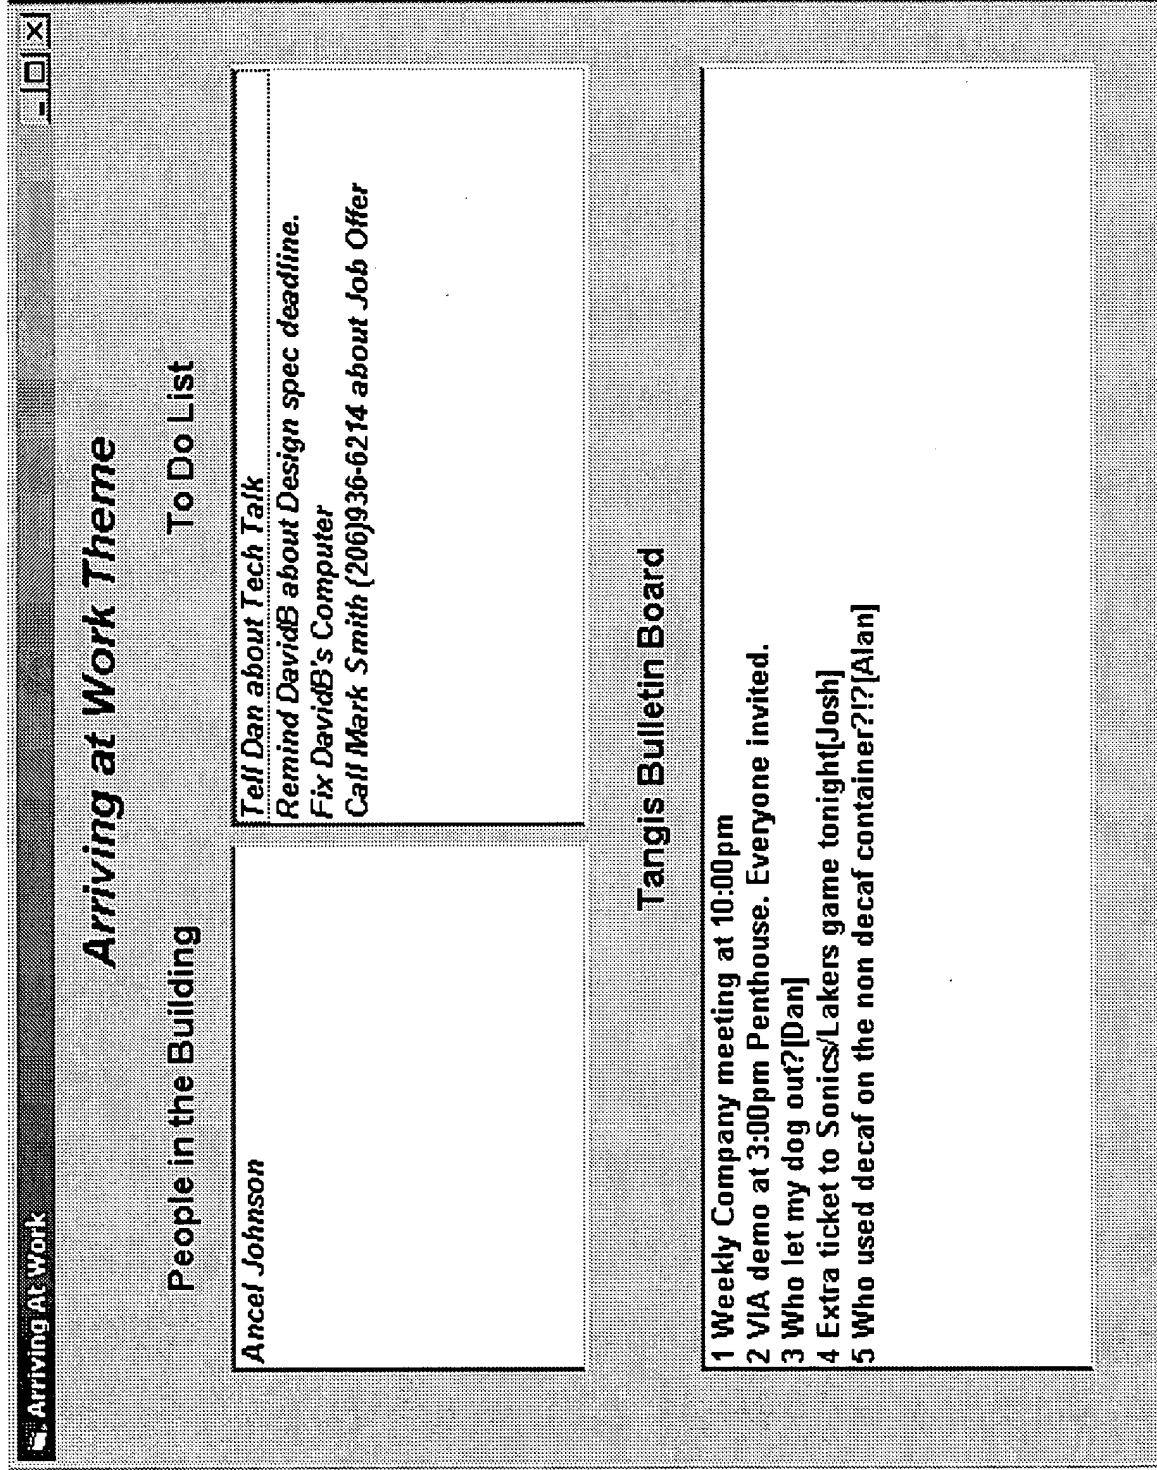 Arriving At Work
Arriving at Work Theme
People in the Building
Ancel Johnson
To Do List
Tell Dan about Tech Talk
Remind DavidB about Design spec deadline.
Fix DavidB's Computer
Call Mark Smith (206)936-6214 about Job Offer
Tangis Bulletin Board
1 Weekly Company meeting at 10:00pm
2 VIA demo at 3:00pm Penthouse. Everyone invited.
3 Who let my dog out?[Dan]
4 Extra ticket to Sonics/Lakers game tonight[Josh]
5 Who used decaf on the non decaf container?!?[Alan]